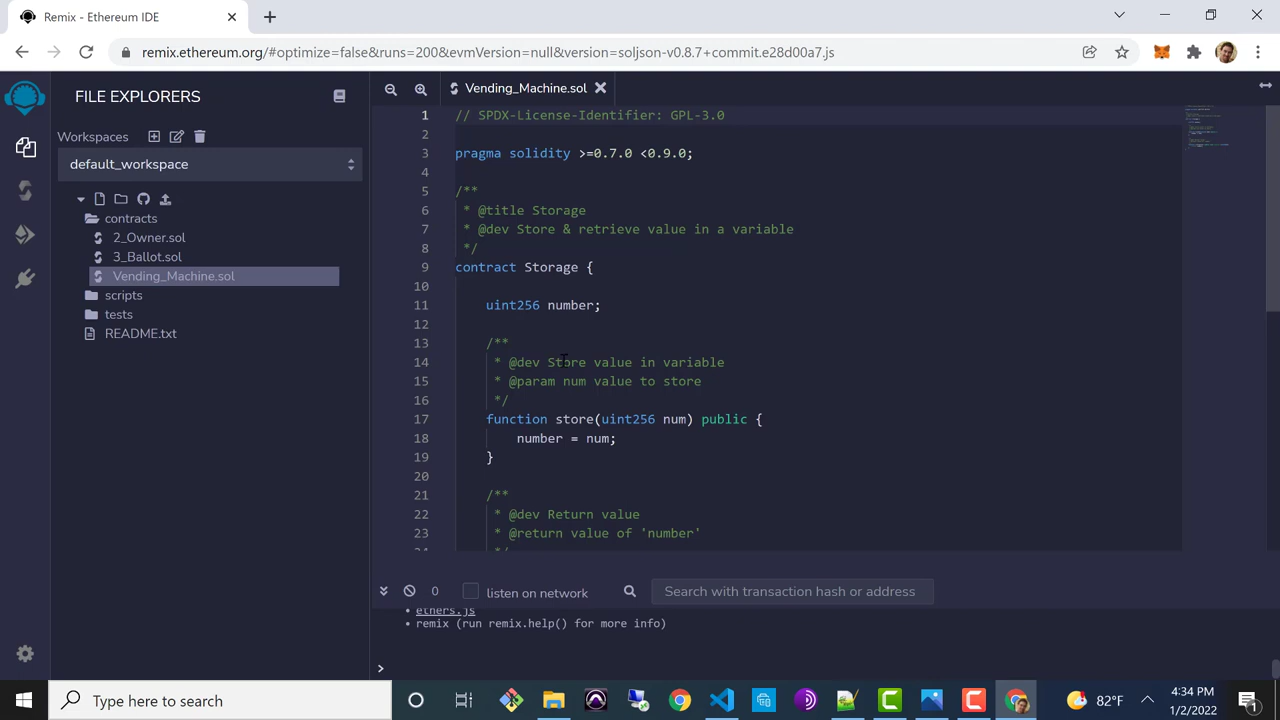 Remix - Ethereum IDE
remix.ethereum.org/#optimize=false&runs=200&evmVersion=null&version=soljson-v0.8.7+commit.e28d00a7.js
FILE EXPLORERS
Workspaces
default_workspace
contracts
2_Owner.sol
3_Ballot.sol
Vending_Machine.sol
scripts
tests
README.txt
Vending_Machine.sol
1 // SPDX-License-Identifier: GPL-3.0
2
3 pragma solidity >=0.7.0 <0.9.0;
4
5 /**
6 * @title Storage
7 * @dev Store & retrieve value in a variable
8 */
9 contract Storage {
10
11 uint256 number;
12
13 /**
14 * @dev Store value in variable
15 * @param num value to store
16 */
17 function store(uint256 num) public {
18 number = num;
19 }
20
21 /**
22 * @dev Return value
23 * @return value of 'number'
24 */
0 listen on network Search with transaction hash or address
• ethers.js
• remix (run remix.help() for more info)
>
Type here to search
82°F
4:34 PM
1/2/2022
1